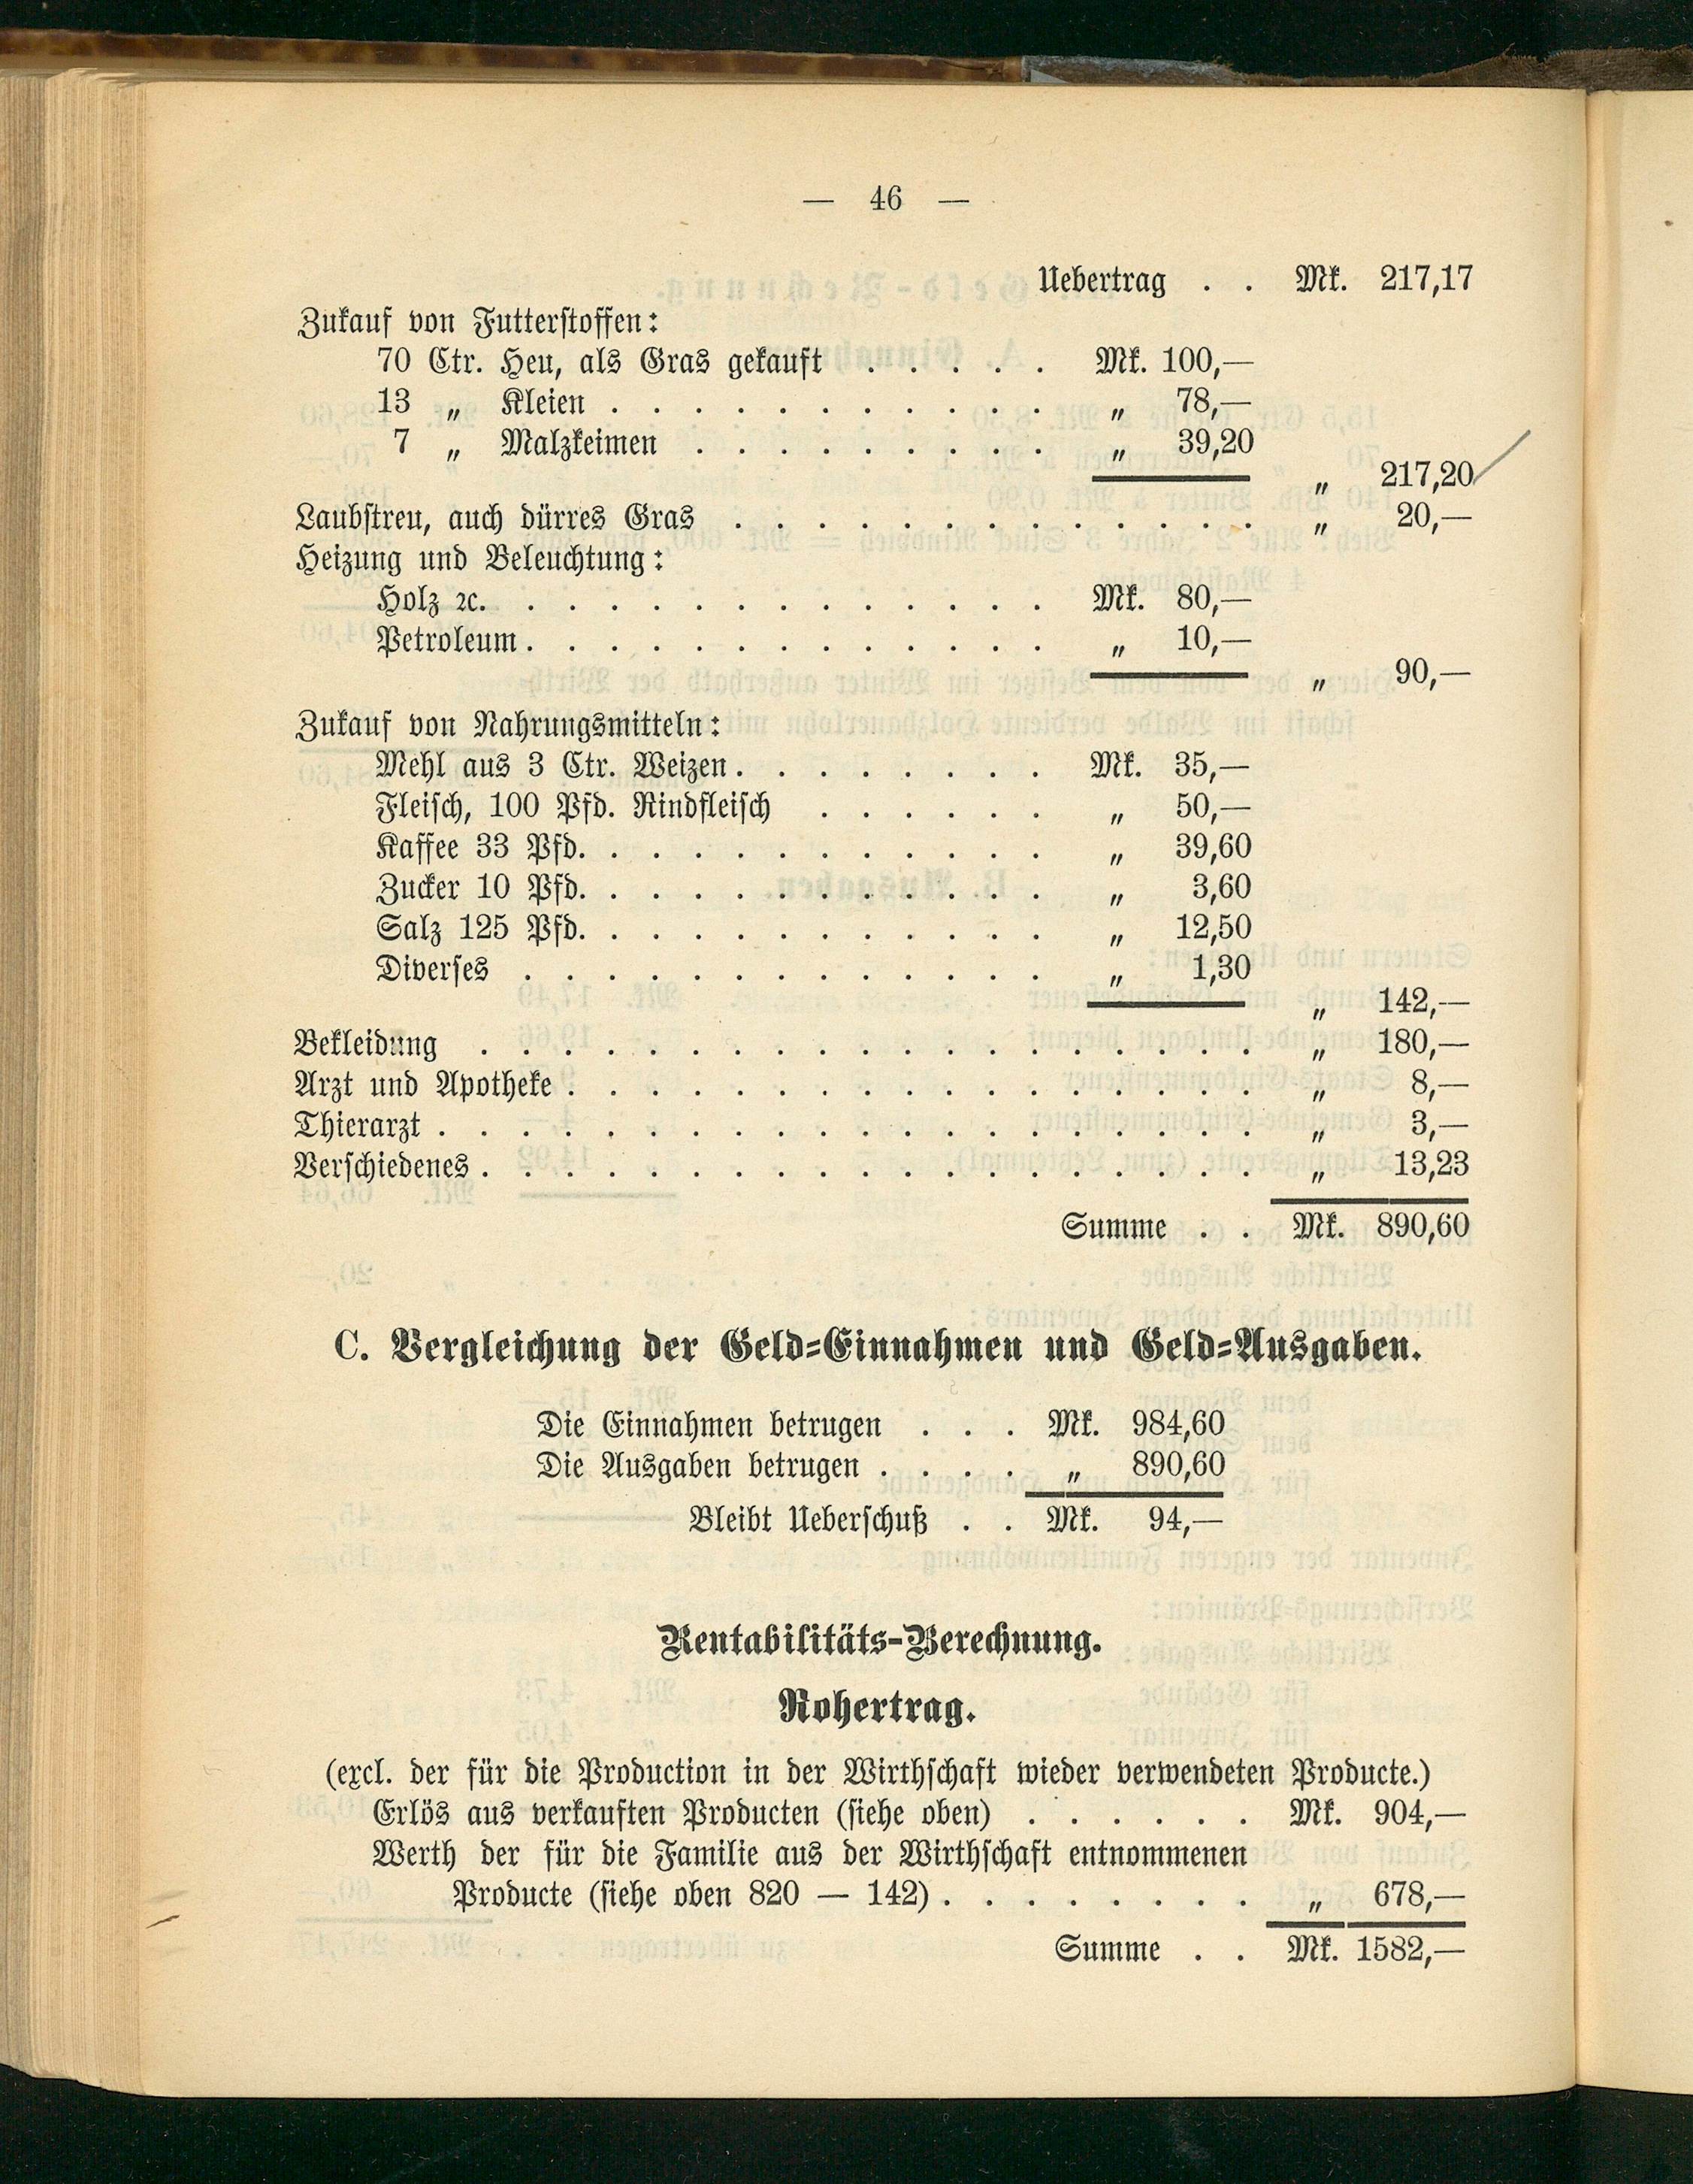 — 46 —
Uebertrag . . Mk. 217,17
Zukauf von Futterstoffen:
70 Ctr. Heu, als Gras gekauft . . . . . Mk. 100,—
13 „ Kleien . . . . . . . . . . . „ 78,—
7 „ Malzkeimen . . . . . . . . . „ 39,20
„ 217,20
Laubstreu, auch dürres Gras . . . . . . . . . . . . . „ 20,—
Heizung und Beleuchtung:
Holz ꝛc. . . . . . . . . . . . . . Mk. 80,—
Petroleum . . . . . . . . . . . . . „ 10,—
„ 90,—
Zukauf von Nahrungsmitteln:
Mehl aus 3 Ctr. Weizen . . . . . . . . Mk. 35,—
Fleisch, 100 Pfd. Rindfleisch . . . . . . „ 50,—
Kaffee 33 Pfd. . . . . . . . . . . . „ 39,60
Zucker 10 Pfd. . . . . . . . . . . . „ 3,60
Salz 125 Pfd. . . . . . . . . . . . „ 12,50
Diverses . . . . . . . . . . . . . „ 1,30
„ 142,—
Bekleidung . . . . . . . . . . . . . . . . . . . „ 180,—
Arzt und Apotheke . . . . . . . . . . . . . . . . . „ 8,—
Thierarzt . . . . . . . . . . . . . . . . . . . . „ 3,—
Verschiedenes . . . . . . . . . . . . . . . . . . . „ 13,23
Summe . . Mk. 890,60
C. Vergleichung der Geld-Einnahmen und Geld-Ausgaben.
Die Einnahmen betrugen . . . Mk. 984,60
Die Ausgaben betrugen . . . . „ 890,60
Bleibt Ueberschuß . . Mk. 94,—
Rentabilitäts-Berechnung.
Rohertrag.
(excl. der für die Production in der Wirthschaft wieder verwendeten Producte.)
Erlös aus verkauften Producten (siehe oben) . . . . . . Mk. 904,—
Werth der für die Familie aus der Wirthschaft entnommenen
Producte (siehe oben 820 — 142) . . . . . . . . „ 678,—
Summe . . Mk. 1582,—